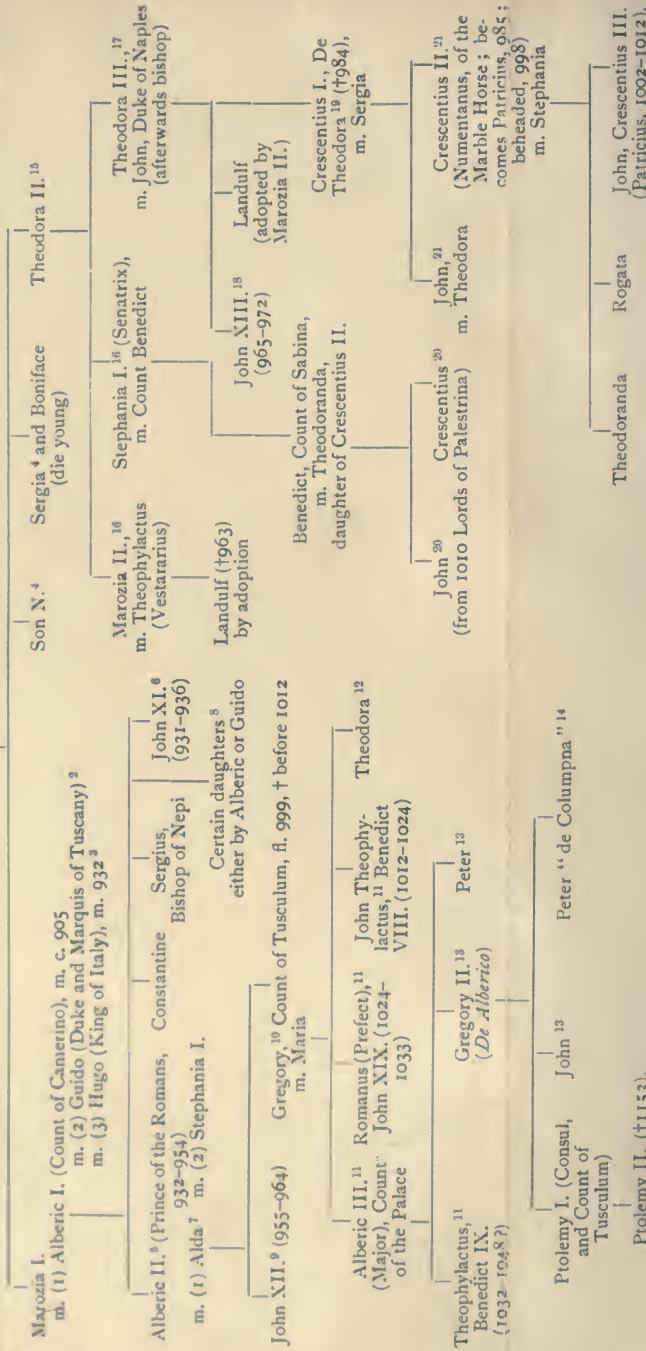 Marozia I.
m. (1) Alberic I. (Count of Camerino), m. c. 905
m. (2) Guido (Duke and Marquis of Tuscany) ²
m. (3) Hugo (King of Italy), m. 932 ³
Son N.⁴
Sergia ⁴ and Boniface
(die young)
Theodora II.¹⁵
Alberic II.⁵ (Prince of the Romans,
932–954)
m. (1) Alda ⁷ m. (2) Stephania I.
Constantine
Sergius,
Bishop of Nepi
John XI.⁶
(931–936)
Certain daughters ⁸
either by Alberic or Guido
John XII.⁹ (955–964)
Gregory,¹⁰ Count of Tusculum, fl. 999, † before 1012
m. Maria
Alberic III.¹¹
(Major), Count
of the Palace
Romanus (Prefect),¹¹
John XIX. (1024–
1033)
John Theophy-
lactus,¹¹ Benedict
VIII. (1012–1024)
Theodora ¹²
Theophylactus,¹¹
Benedict IX.
(1032–1048?)
Gregory II.¹³
(De Alberico)
Peter ¹³
Ptolemy I. (Consul,
and Count of
Tusculum)
John ¹³
Peter “ de Columpna ” ¹⁴
Ptolemy II. (†1153)
Marozia II.,¹⁶
m. Theophylactus
(Vestararius)
Stephania I.¹⁶ (Senatrix),
m. Count Benedict
Theodora III.,¹⁷
m. John, Duke of Naples
(afterwards bishop)
Landulf (†963)
by adoption
John XIII.¹⁸
(965–972)
Landulf
(adopted by
Marozia II.)
Crescentius I., De
Theodora ¹⁹ (†984),
m. Sergia
Benedict, Count of Sabina,
m. Theodoranda,
daughter of Crescentius II.
John ²⁰
Crescentius ²⁰
(from 1010 Lords of Palestrina)
John,²¹
m. Theodora
Crescentius II.²¹
(Numentanus, of the
Marble Horse ; be-
comes Patricius, 985 ;
beheaded, 998)
m. Stephania
Theodoranda
Rogata
John, Crescentius III.
(Patricius, 1002–1012).